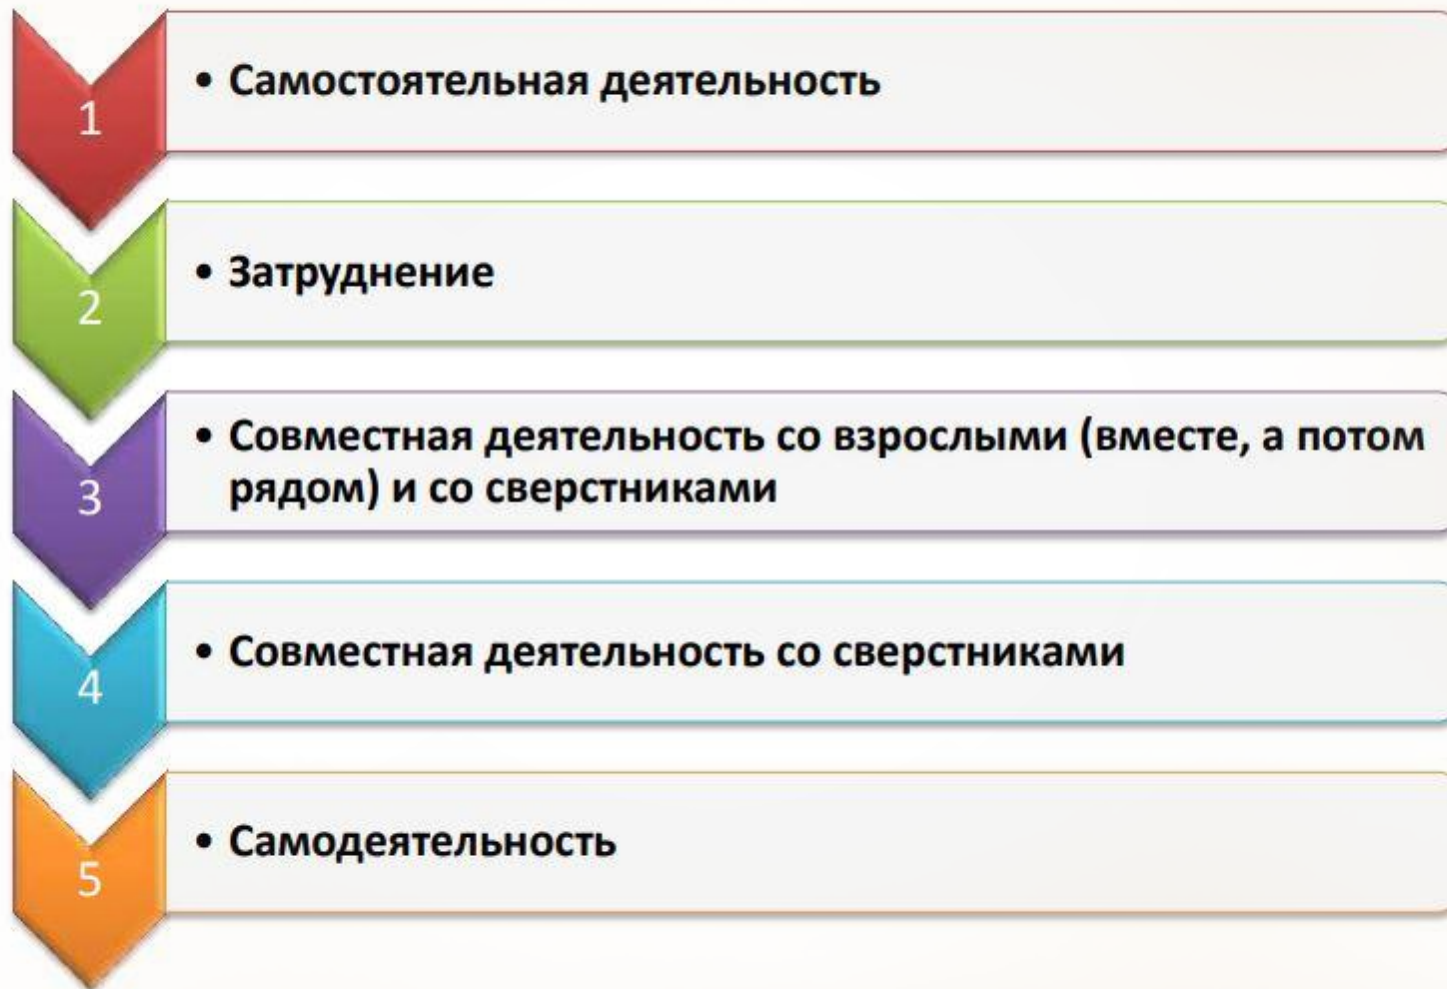 1
• Самостоятельная деятельность
2
• Затруднение
3
• Совместная деятельность со взрослыми (вместе, а потом
рядом) и со сверстниками
4
• Совместная деятельность со сверстниками
5
• Самодеятельность